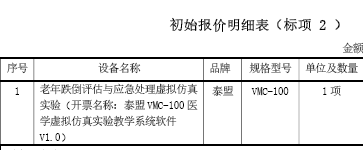 初始报价明细表（标项 2 ）
金额
序号 设备名称 品牌 规格型号 单位及数量
1 老年跌倒评估与应急处理虚拟仿真 泰盟 VMC-100 1 项
实验（开票名称：泰盟 VMC-100 医
学虚拟仿真实验教学系统软件
V1.0）